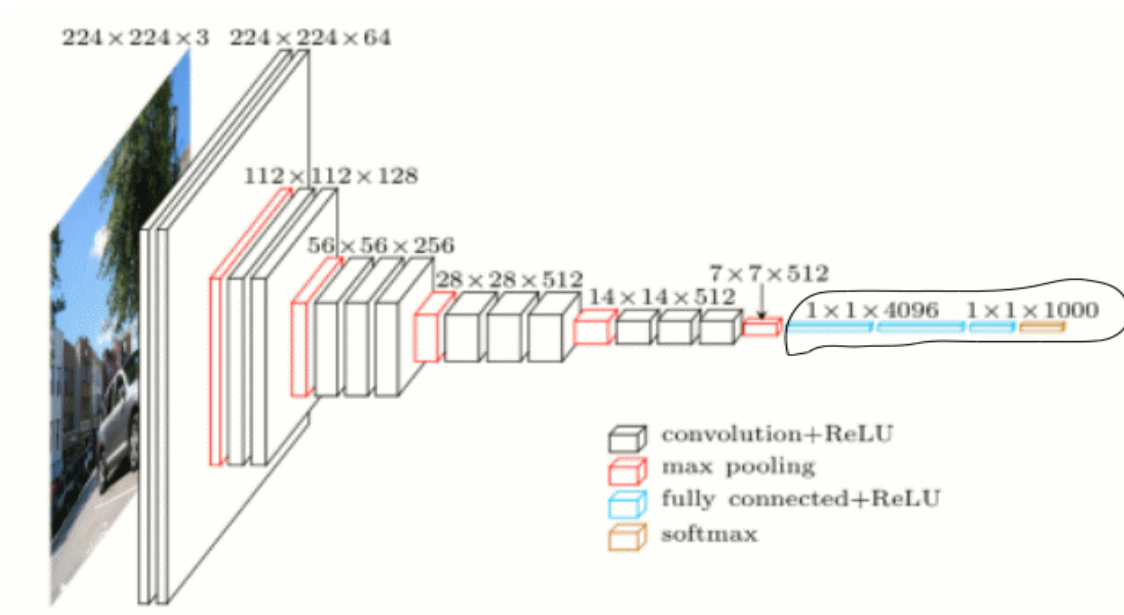 224×224×3
224×224×64
112×112×128
56×56×256
28×28×512
14×14×512
7×7×512
1×1×4096
1×1×1000
convolution+ReLU
max pooling
fully connected+ReLU
softmax